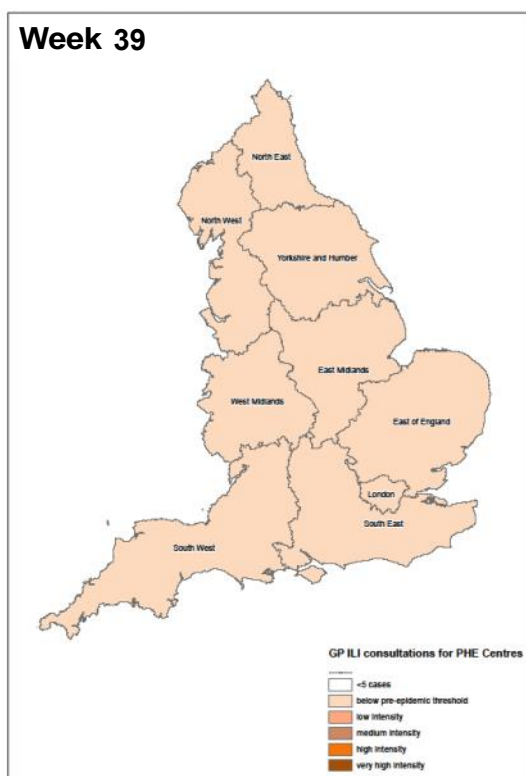 Week 39
North East
North West
Yorkshire and Humber
East Midlands
West Midlands
East of England
London
South East
South West
GP ILI consultations for PHE Centres
<5 cases
below pre-epidemic threshold
low intensity
medium intensity
high intensity
very high intensity